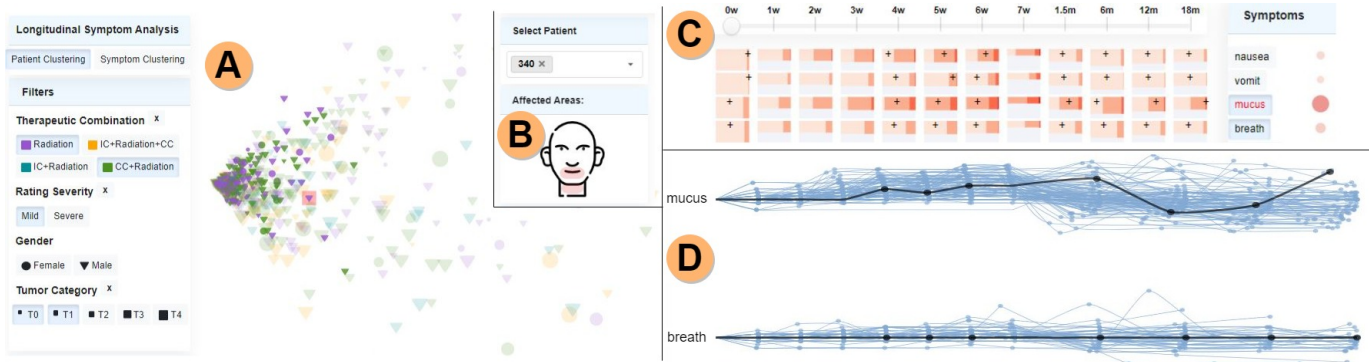 Longitudinal Symptom Analysis
Patient Clustering Symptom Clustering
Filters
Therapeutic Combination x
Radiation IC+Radiation+CC
IC+Radiation CC+Radiation
Rating Severity x
Mild Severe
Gender
Female Male
Tumor Category x
T0 T1 T2 T3 T4
A
Select Patient
340 ×
Affected Areas:
B
C
0w 1w 2w 3w 4w 5w 6w 7w 1.5m 6m 12m 18m
Symptoms
nausea
vomit
mucus
breath
mucus
D
breath